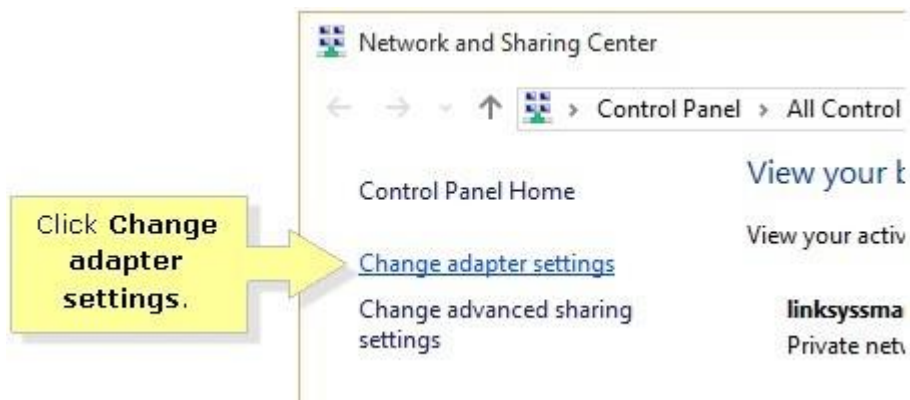 Network and Sharing Center
Control Panel > All Control
Control Panel Home
View your b
Click Change
adapter
settings.
View your activ
Change adapter settings
Change advanced sharing
settings
linksyssma
Private netw